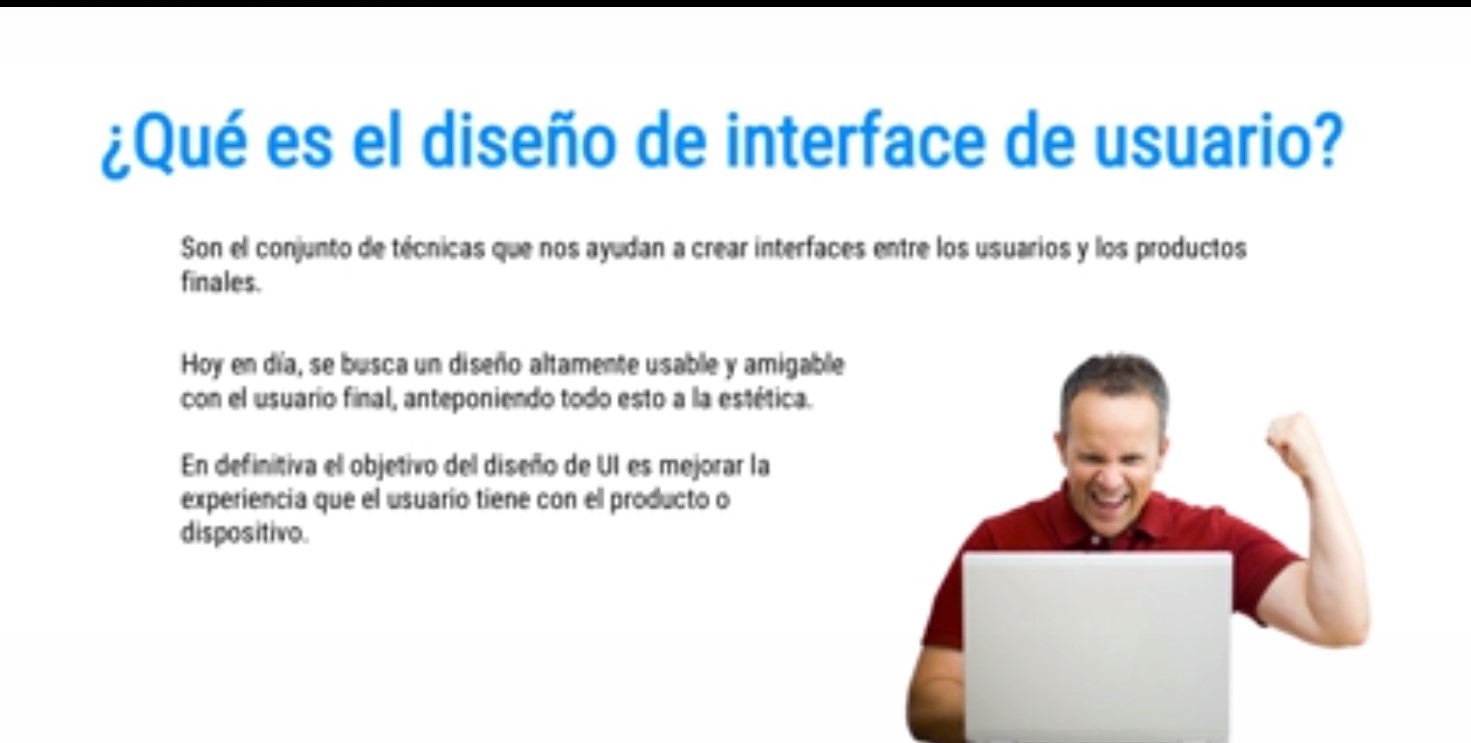 ¿Qué es el diseño de interface de usuario?
Son el conjunto de técnicas que nos ayudan a crear interfaces entre los usuarios y los productos
finales.
Hoy en día, se busca un diseño altamente usable y amigable
con el usuario final, anteponiendo todo esto a la estética.
En definitiva el objetivo del diseño de UI es mejorar la
experiencia que el usuario tiene con el producto o
dispositivo.